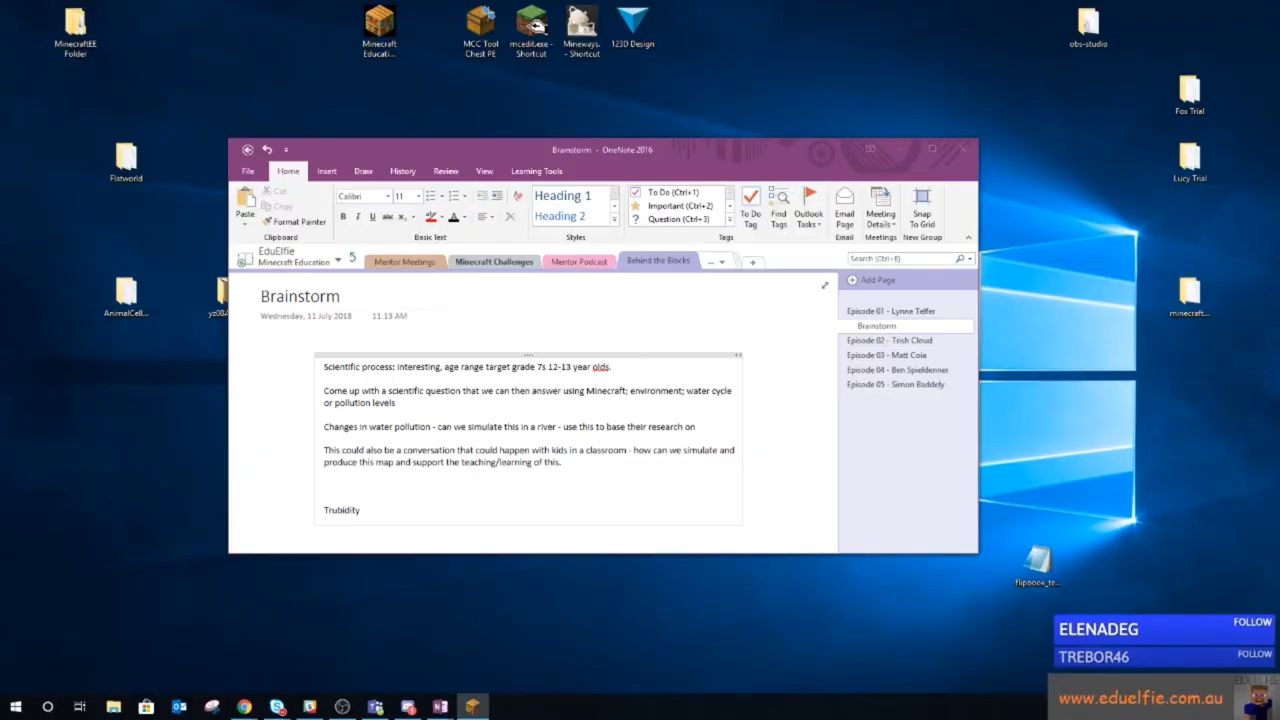 MinecraftEE
Folder
Minecraft
Educati...
MCC Tool
Chest PE
mcedit.exe -
Shortcut
Mineways.
- Shortcut
123D Design
obs-studio
Fox Trial
Flatworld
Lucy Trial
AnimalCell...
yz0BA
minecraft...
flipbook_te...
Brainstorm - OneNote 2016
File
Home
Insert
Draw
History
Review
View
Learning Tools
Paste
Cut
Copy
Format Painter
Clipboard
Calibri
11
B I U abc x₂ A
Basic Text
Heading 1
Heading 2
Styles
To Do (Ctrl+1)
Important (Ctrl+2)
? Question (Ctrl+3)
To Do
Tag
Find
Tags
Outlook
Tasks
Tags
Email
Page
Email
Meeting
Details
Meetings
Snap
To Grid
New Group
EduElfie
Minecraft Education
Mentor Meetings
Minecraft Challenges
Mentor Podcast
Behind the Blocks
...
+
Search (Ctrl+E)
Brainstorm
Wednesday, 11 July 2018
11:13 AM
Scientific process: interesting, age range target grade 7s 12-13 year olds.
Come up with a scientific question that we can then answer using Minecraft; environment; water cycle
or pollution levels
Changes in water pollution - can we simulate this in a river - use this to base their research on
This could also be a conversation that could happen with kids in a classroom - how can we simulate and
produce this map and support the teaching/learning of this.
Trubidity
Add Page
Episode 01 - Lynne Telfer
Brainstorm
Episode 02 - Trish Cloud
Episode 03 - Matt Coia
Episode 04 - Ben Spieldenner
Episode 05 - Simon Baddely
ELENADEG
FOLLOW
TREBOR46
FOLLOW
www.eduelfie.com.au